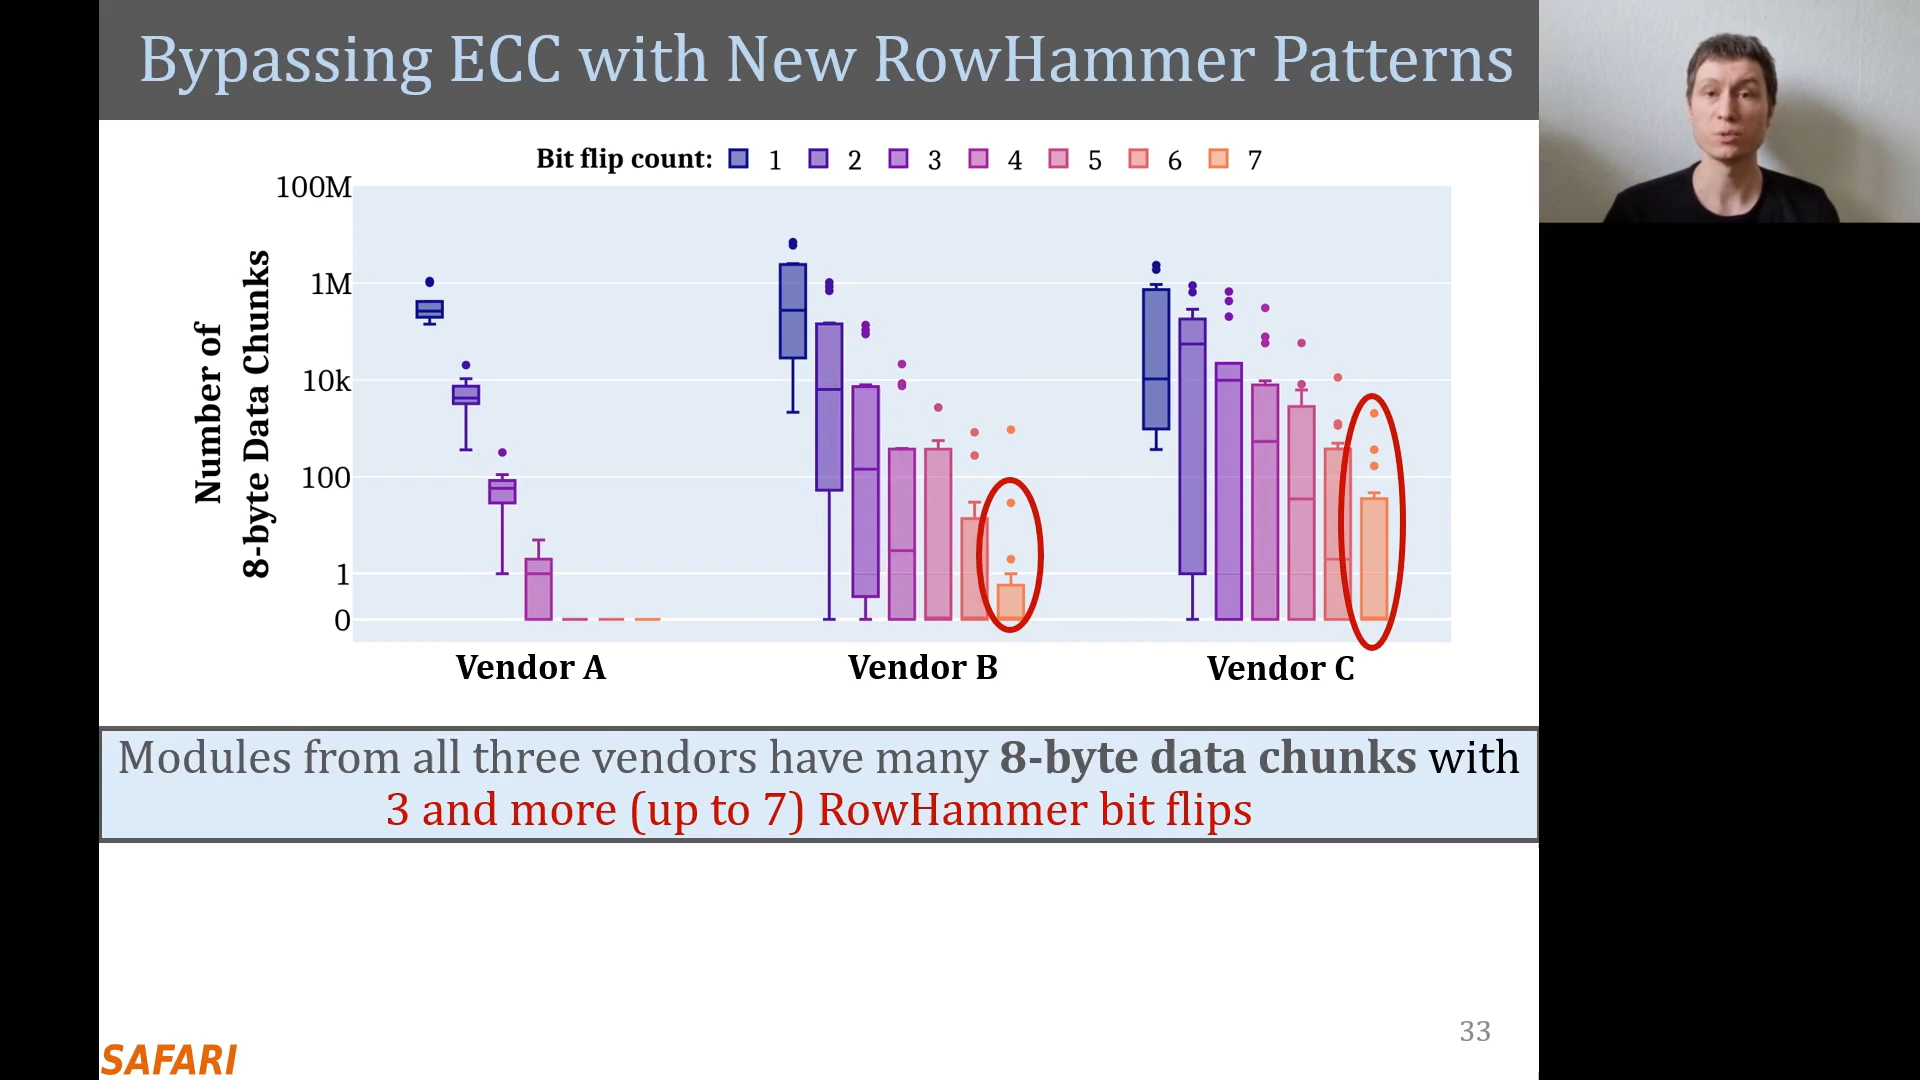 Bypassing ECC with New RowHammer Patterns
Bit flip count: 1 2 3 4 5 6 7
Number of
8-byte Data Chunks
100M
1M
10k
100
1
0
Vendor A Vendor B Vendor C
Modules from all three vendors have many 8-byte data chunks with
3 and more (up to 7) RowHammer bit flips
33
SAFARI